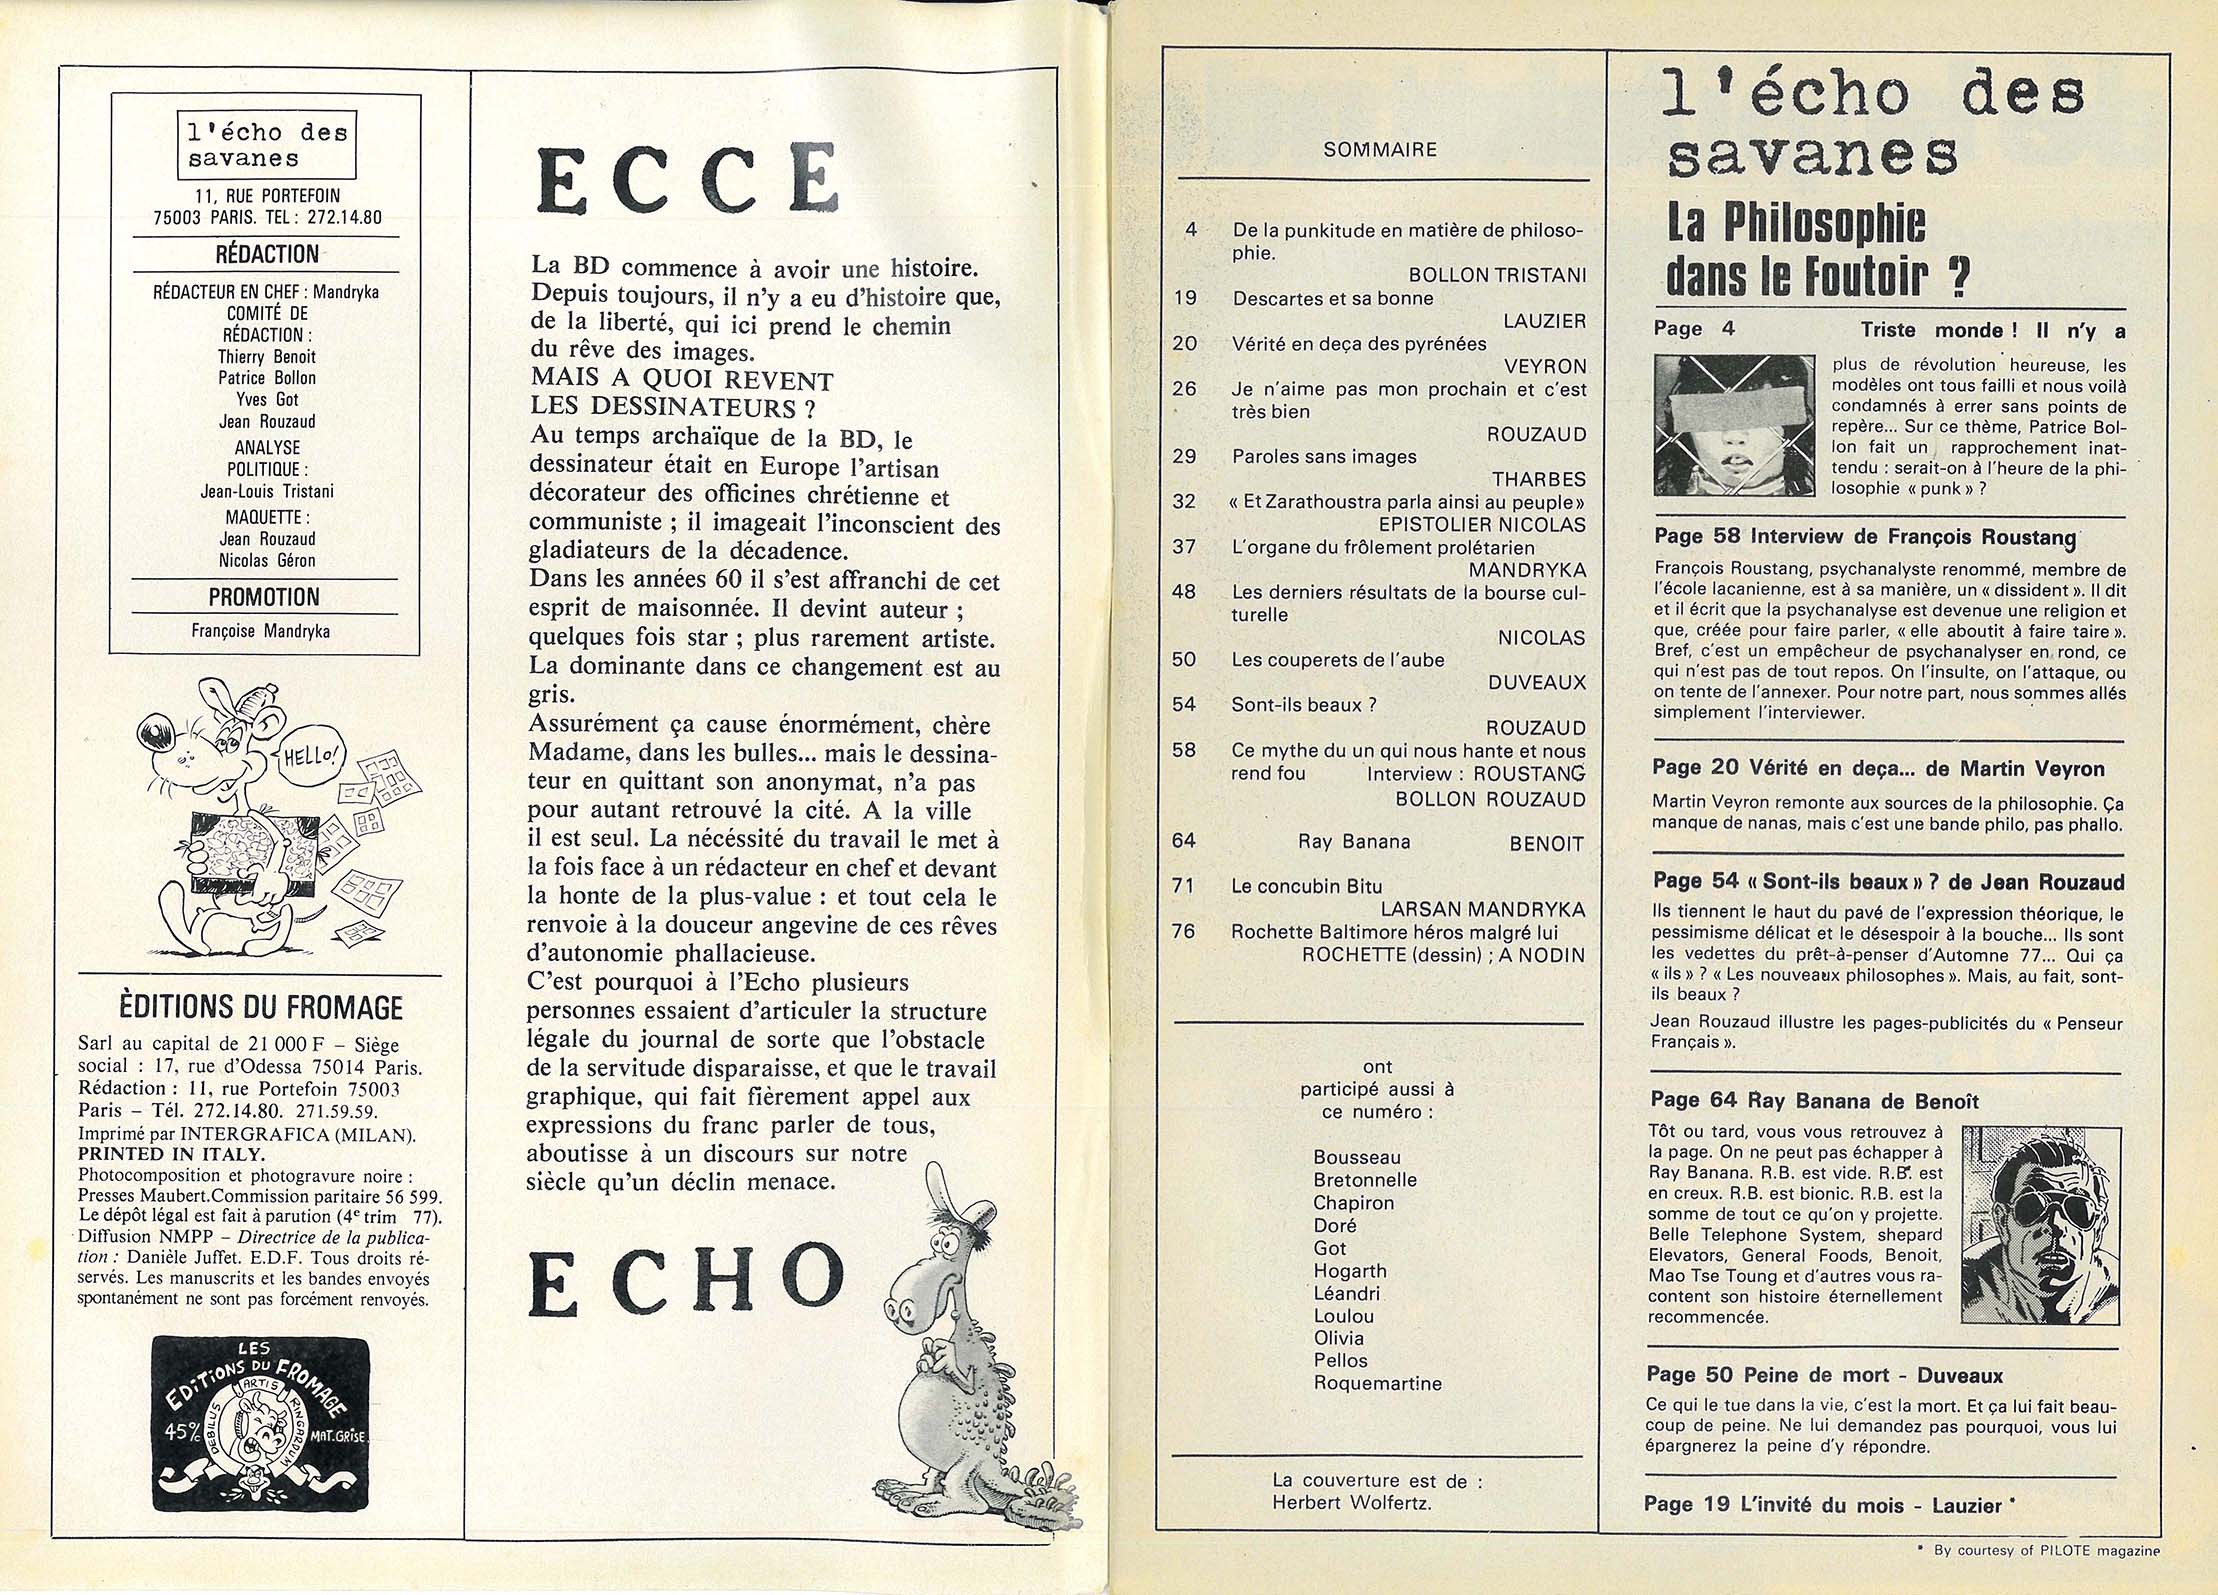 l'écho des
savanes
11, RUE PORTEFOIN
75003 PARIS. TEL : 272.14.80
RÉDACTION
RÉDACTEUR EN CHEF : Mandryka
COMITÉ DE
RÉDACTION :
Thierry Benoit
Patrice Bollon
Yves Got
Jean Rouzaud
ANALYSE
POLITIQUE :
Jean-Louis Tristani
MAQUETTE :
Jean Rouzaud
Nicolas Géron
PROMOTION
Françoise Mandryka
HELLO!
ÈDITIONS DU FROMAGE
Sarl au capital de 21 000 F – Siège
social : 17, rue d'Odessa 75014 Paris.
Rédaction : 11, rue Portefoin 75003
Paris – Tél. 272.14.80. 271.59.59.
Imprimé par INTERGRAFICA (MILAN).
PRINTED IN ITALY.
Photocomposition et photogravure noire :
Presses Maubert.Commission paritaire 56 599.
Le dépôt légal est fait à parution (4e trim 77).
Diffusion NMPP – Directrice de la publica-
tion : Danièle Juffet. E.D.F. Tous droits ré-
servés. Les manuscrits et les bandes envoyés
spontanément ne sont pas forcément renvoyés.
LES
EDITIONS DU FROMAGE
ARTIS
DEBILUS
RINGARDUM
45%
MAT.GRISE
ECCE
La BD commence à avoir une histoire.
Depuis toujours, il n'y a eu d'histoire que,
de la liberté, qui ici prend le chemin
du rêve des images.
MAIS A QUOI REVENT
LES DESSINATEURS ?
Au temps archaïque de la BD, le
dessinateur était en Europe l'artisan
décorateur des officines chrétienne et
communiste ; il imageait l'inconscient des
gladiateurs de la décadence.
Dans les années 60 il s'est affranchi de cet
esprit de maisonnée. Il devint auteur ;
quelques fois star ; plus rarement artiste.
La dominante dans ce changement est au
gris.
Assurément ça cause énormément, chère
Madame, dans les bulles... mais le dessina-
teur en quittant son anonymat, n'a pas
pour autant retrouvé la cité. A la ville
il est seul. La nécéssité du travail le met à
la fois face à un rédacteur en chef et devant
la honte de la plus-value : et tout cela le
renvoie à la douceur angevine de ces rêves
d'autonomie phallacieuse.
C'est pourquoi à l'Echo plusieurs
personnes essaient d'articuler la structure
légale du journal de sorte que l'obstacle
de la servitude disparaisse, et que le travail
graphique, qui fait fièrement appel aux
expressions du franc parler de tous,
aboutisse à un discours sur notre
siècle qu'un déclin menace.
ECHO
SOMMAIRE
4 De la punkitude en matière de philoso-
phie.
BOLLON TRISTANI
19 Descartes et sa bonne
LAUZIER
20 Vérité en deça des pyrénées
VEYRON
26 Je n'aime pas mon prochain et c'est
très bien
ROUZAUD
29 Paroles sans images
THARBES
32 « Et Zarathoustra parla ainsi au peuple»
EPISTOLIER NICOLAS
37 L'organe du frôlement prolétarien
MANDRYKA
48 Les derniers résultats de la bourse cul-
turelle
NICOLAS
50 Les couperets de l'aube
DUVEAUX
54 Sont-ils beaux ?
ROUZAUD
58 Ce mythe du un qui nous hante et nous
rend fou Interview : ROUSTANG
BOLLON ROUZAUD
64 Ray Banana BENOIT
71 Le concubin Bitu
LARSAN MANDRYKA
76 Rochette Baltimore héros malgré lui
ROCHETTE (dessin) ; A NODIN
ont
participé aussi à
ce numéro :
Bousseau
Bretonnelle
Chapiron
Doré
Got
Hogarth
Léandri
Loulou
Olivia
Pellos
Roquemartine
La couverture est de :
Herbert Wolfertz.
l'écho des
savanes
La Philosophie
dans le Foutoir ?
Page 4 Triste monde ! Il n'y a
plus de révolution heureuse, les
modèles ont tous failli et nous voilà
condamnés à errer sans points de
repère... Sur ce thème, Patrice Bol-
lon fait un rapprochement inat-
tendu : serait-on à l'heure de la phi-
losophie « punk » ?
Page 58 Interview de François Roustang
François Roustang, psychanalyste renommé, membre de
l'école lacanienne, est à sa manière, un « dissident ». Il dit
et il écrit que la psychanalyse est devenue une religion et
que, créée pour faire parler, « elle aboutit à faire taire ».
Bref, c'est un empêcheur de psychanalyser en rond, ce
qui n'est pas de tout repos. On l'insulte, on l'attaque, ou
on tente de l'annexer. Pour notre part, nous sommes allés
simplement l'interviewer.
Page 20 Vérité en deça... de Martin Veyron
Martin Veyron remonte aux sources de la philosophie. Ça
manque de nanas, mais c'est une bande philo, pas phallo.
Page 54 « Sont-ils beaux » ? de Jean Rouzaud
Ils tiennent le haut du pavé de l'expression théorique, le
pessimisme délicat et le désespoir à la bouche... Ils sont
les vedettes du prêt-à-penser d'Automne 77... Qui ça
« ils » ? « Les nouveaux philosophes ». Mais, au fait, sont-
ils beaux ?
Jean Rouzaud illustre les pages-publicités du « Penseur
Français ».
Page 64 Ray Banana de Benoît
Tôt ou tard, vous vous retrouvez à
la page. On ne peut pas échapper à
Ray Banana. R.B. est vide. R.B. est
en creux. R.B. est bionic. R.B. est la
somme de tout ce qu'on y projette.
Belle Telephone System, shepard
Elevators, General Foods, Benoit,
Mao Tse Toung et d'autres vous ra-
content son histoire éternellement
recommencée.
Page 50 Peine de mort - Duveaux
Ce qui le tue dans la vie, c'est la mort. Et ça lui fait beau-
coup de peine. Ne lui demandez pas pourquoi, vous lui
épargnerez la peine d'y répondre.
Page 19 L'invité du mois - Lauzier *
* By courtesy of PILOTE magazine